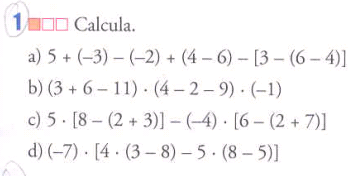 1 Calcula.
a) 5 + (–3) – (–2) + (4 – 6) – [3 – (6 – 4)]
b) (3 + 6 – 11) · (4 – 2 – 9) · (–1)
c) 5 · [8 – (2 + 3)] – (–4) · [6 – (2 + 7)]
d) (–7) · [4 · (3 – 8) – 5 · (8 – 5)]